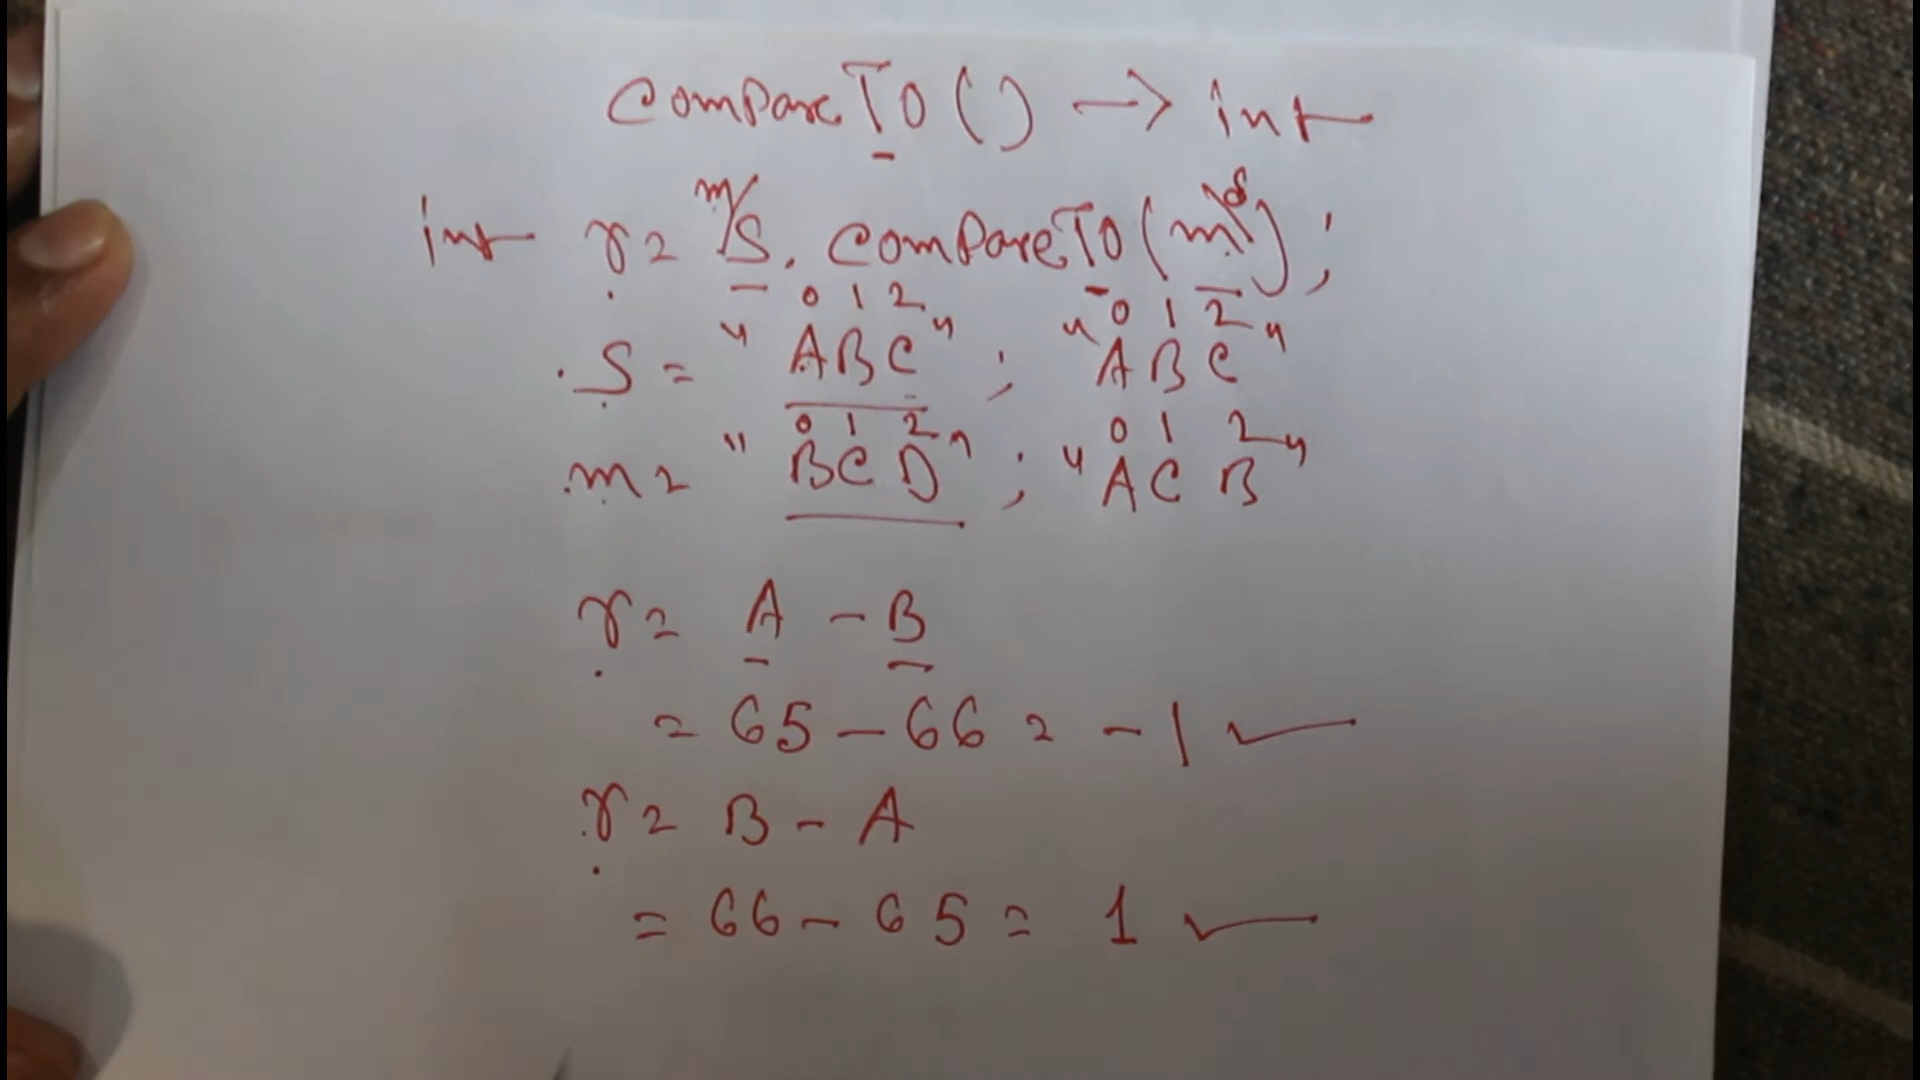 compareTo() → int
m/
s
int r = S. compareTo(m);
0 1 2 0 1 2
S = "ABC" ; "ABC"
0 1 2 0 1 2
m = "BCD" ; "ACB"
r = A - B
= 65 - 66 = -1
r = B - A
= 66 - 65 = 1